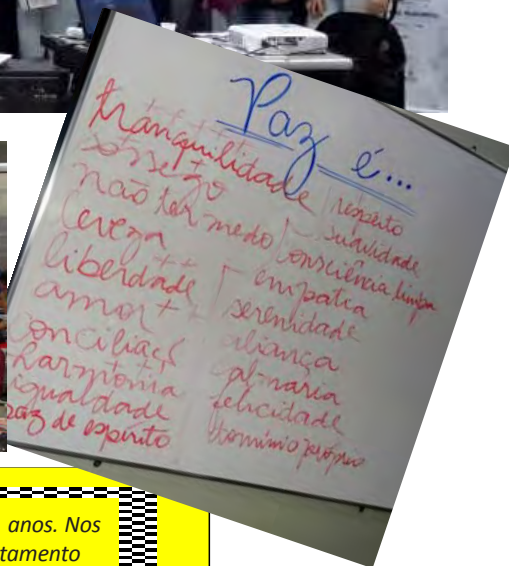 Paz é...
tranquilidade
sossego
não ter medo
leveza
liberdade ++
amor ++
conciliaç
harmonia
igualdade
paz de espírito
respeito
suavidade
consciência limpa
empatia
serenidade
aliança
calmaria
felicidade
domínio próprio
anos. Nos
tamento